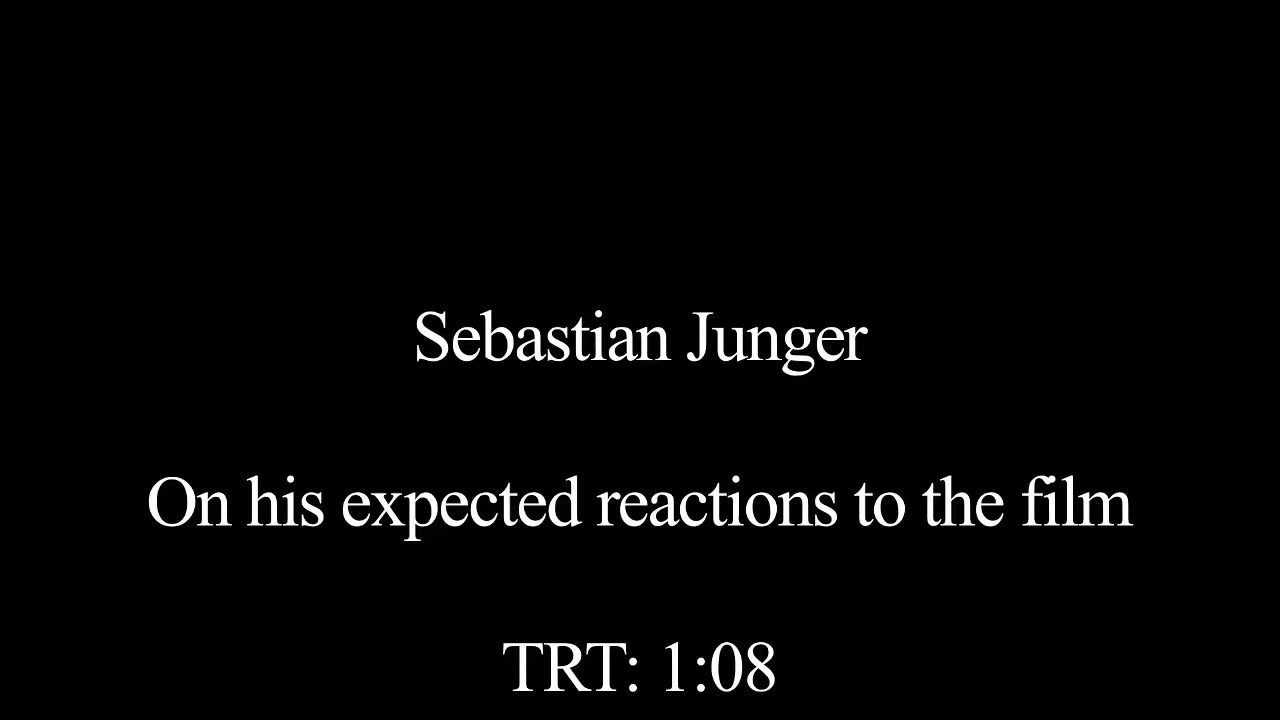 Sebastian Junger
On his expected reactions to the film
TRT: 1:08